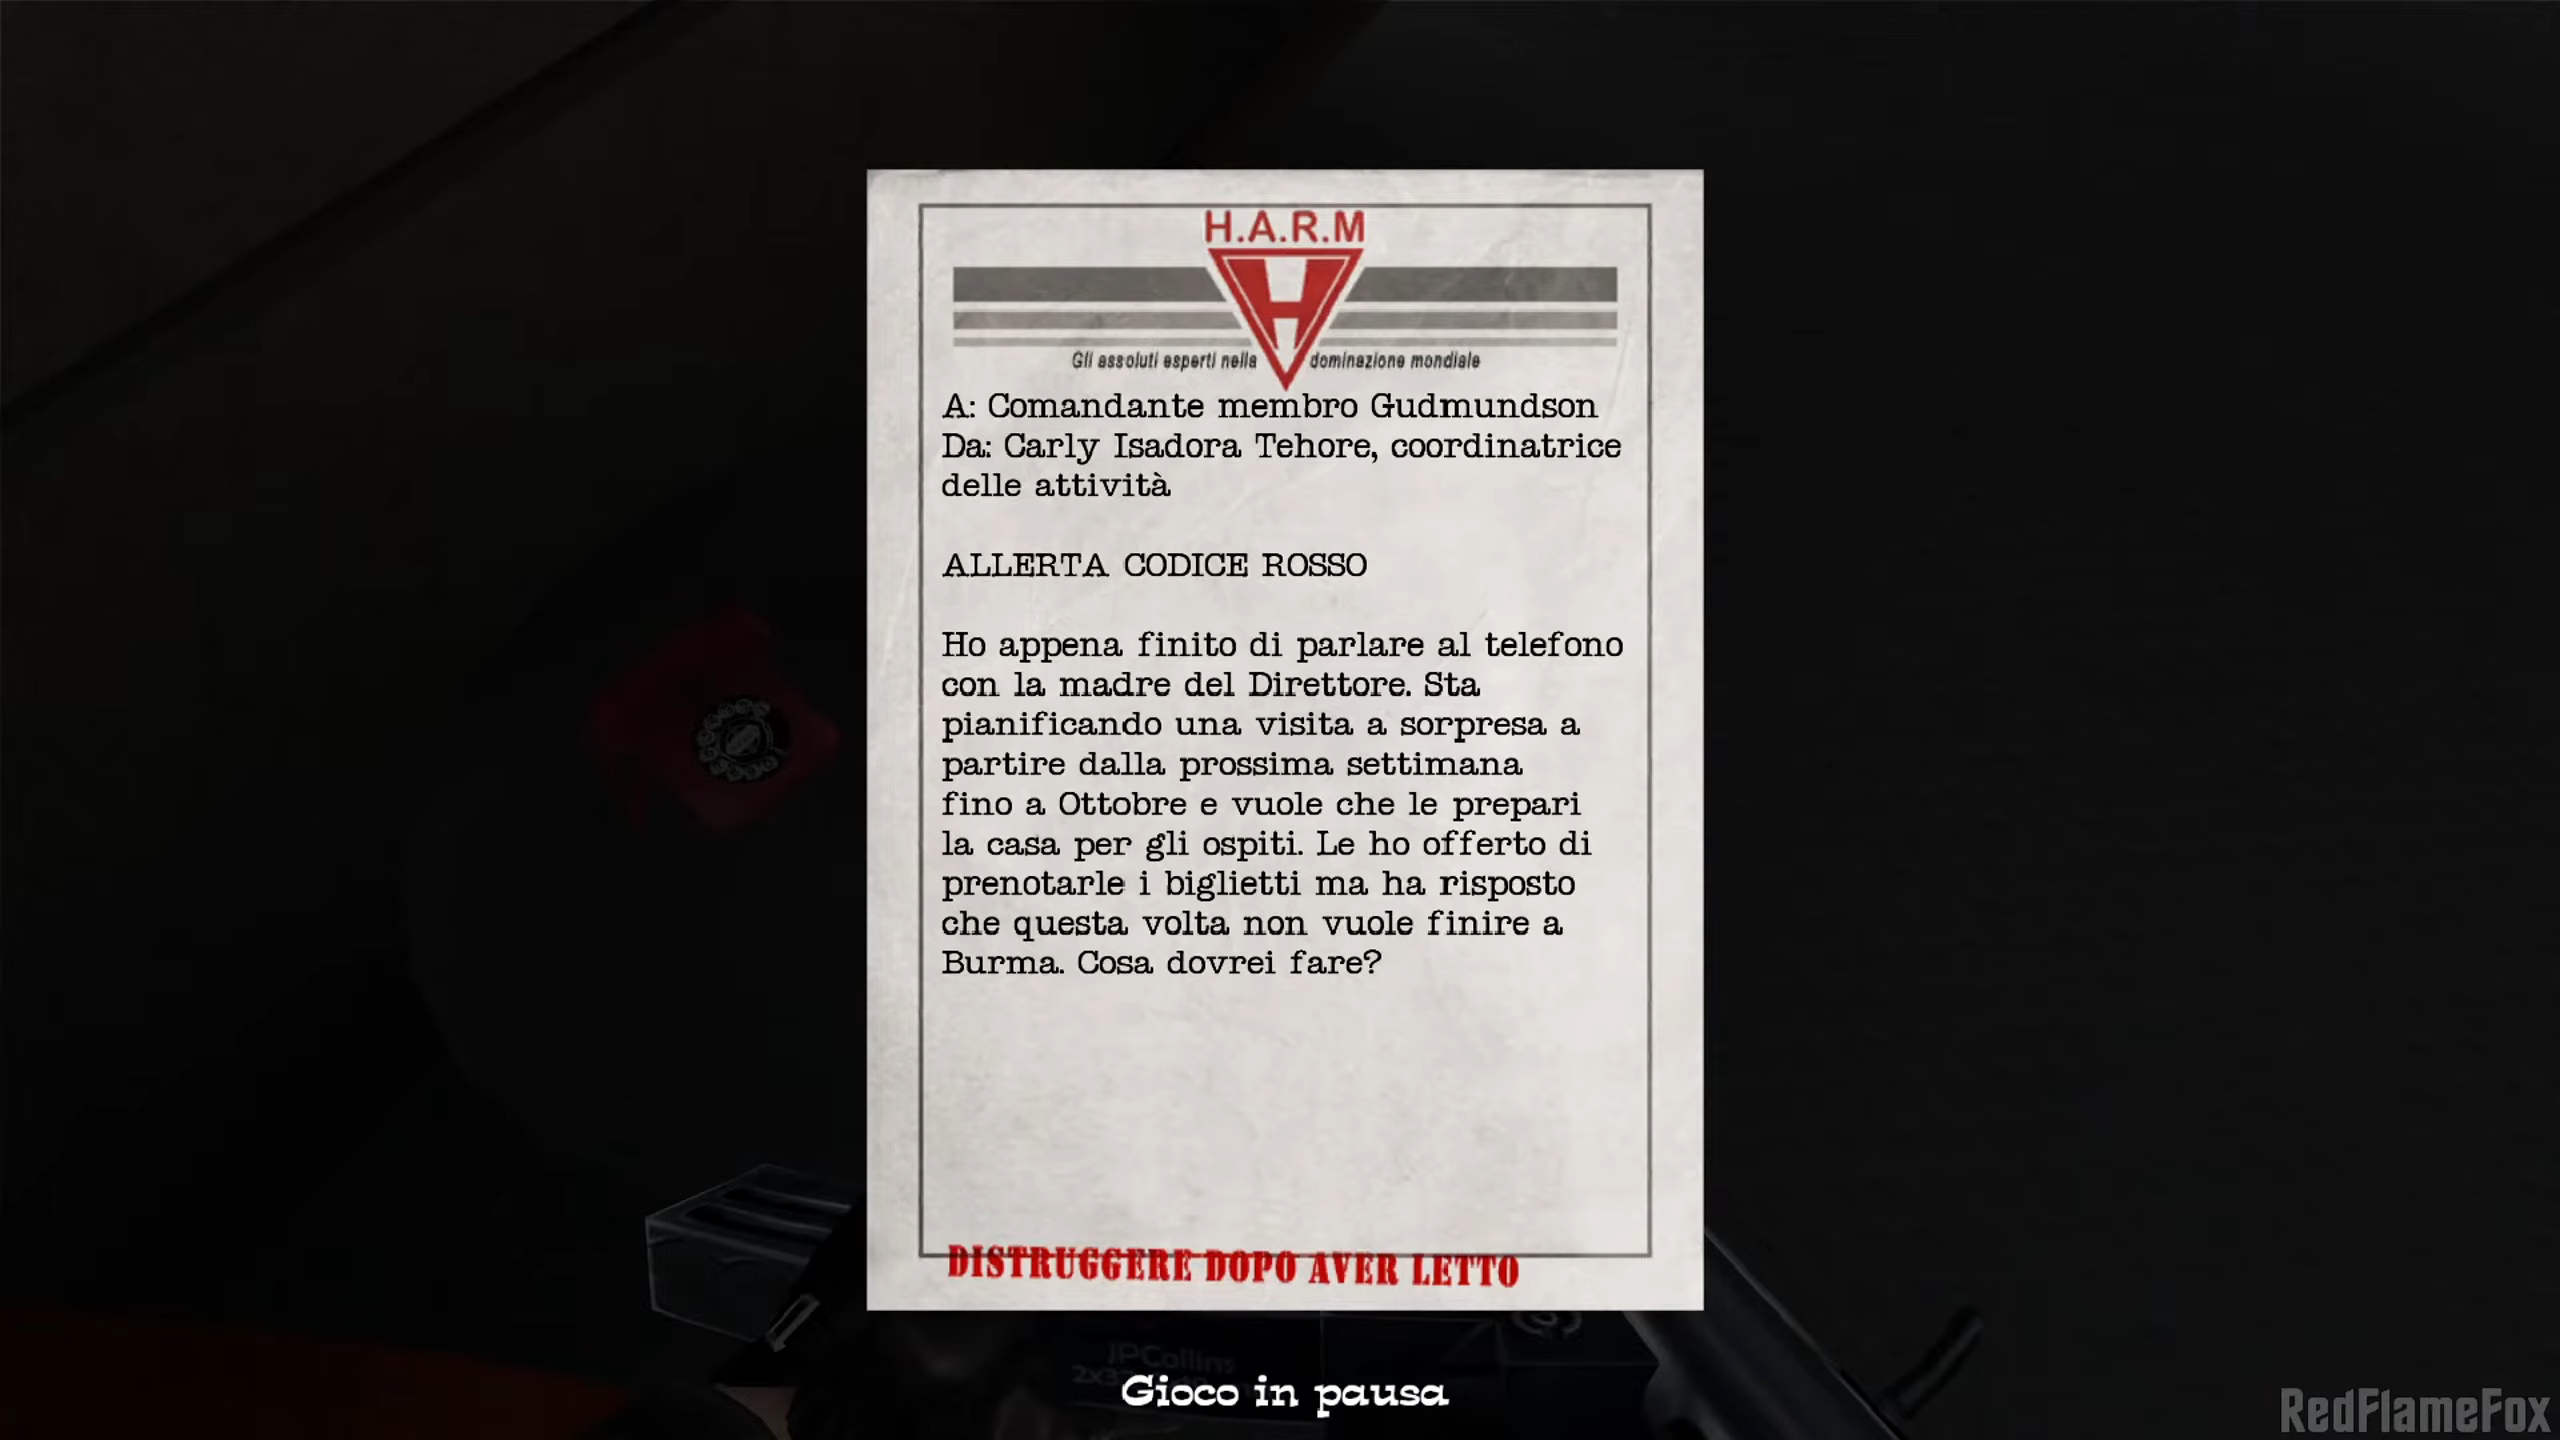 H.A.R.M
H
Gli assoluti esperti nella dominazione mondiale
A: Comandante membro Gudmundson
Da: Carly Isadora Tehore, coordinatrice
delle attività
ALLERTA CODICE ROSSO
Ho appena finito di parlare al telefono
con la madre del Direttore. Sta
pianificando una visita a sorpresa a
partire dalla prossima settimana
fino a Ottobre e vuole che le prepari
la casa per gli ospiti. Le ho offerto di
prenotarle i biglietti ma ha risposto
che questa volta non vuole finire a
Burma. Cosa dovrei fare?
DISTRUGGERE DOPO AVER LETTO
JPCollins
Gioco in pausa
RedFlameFox